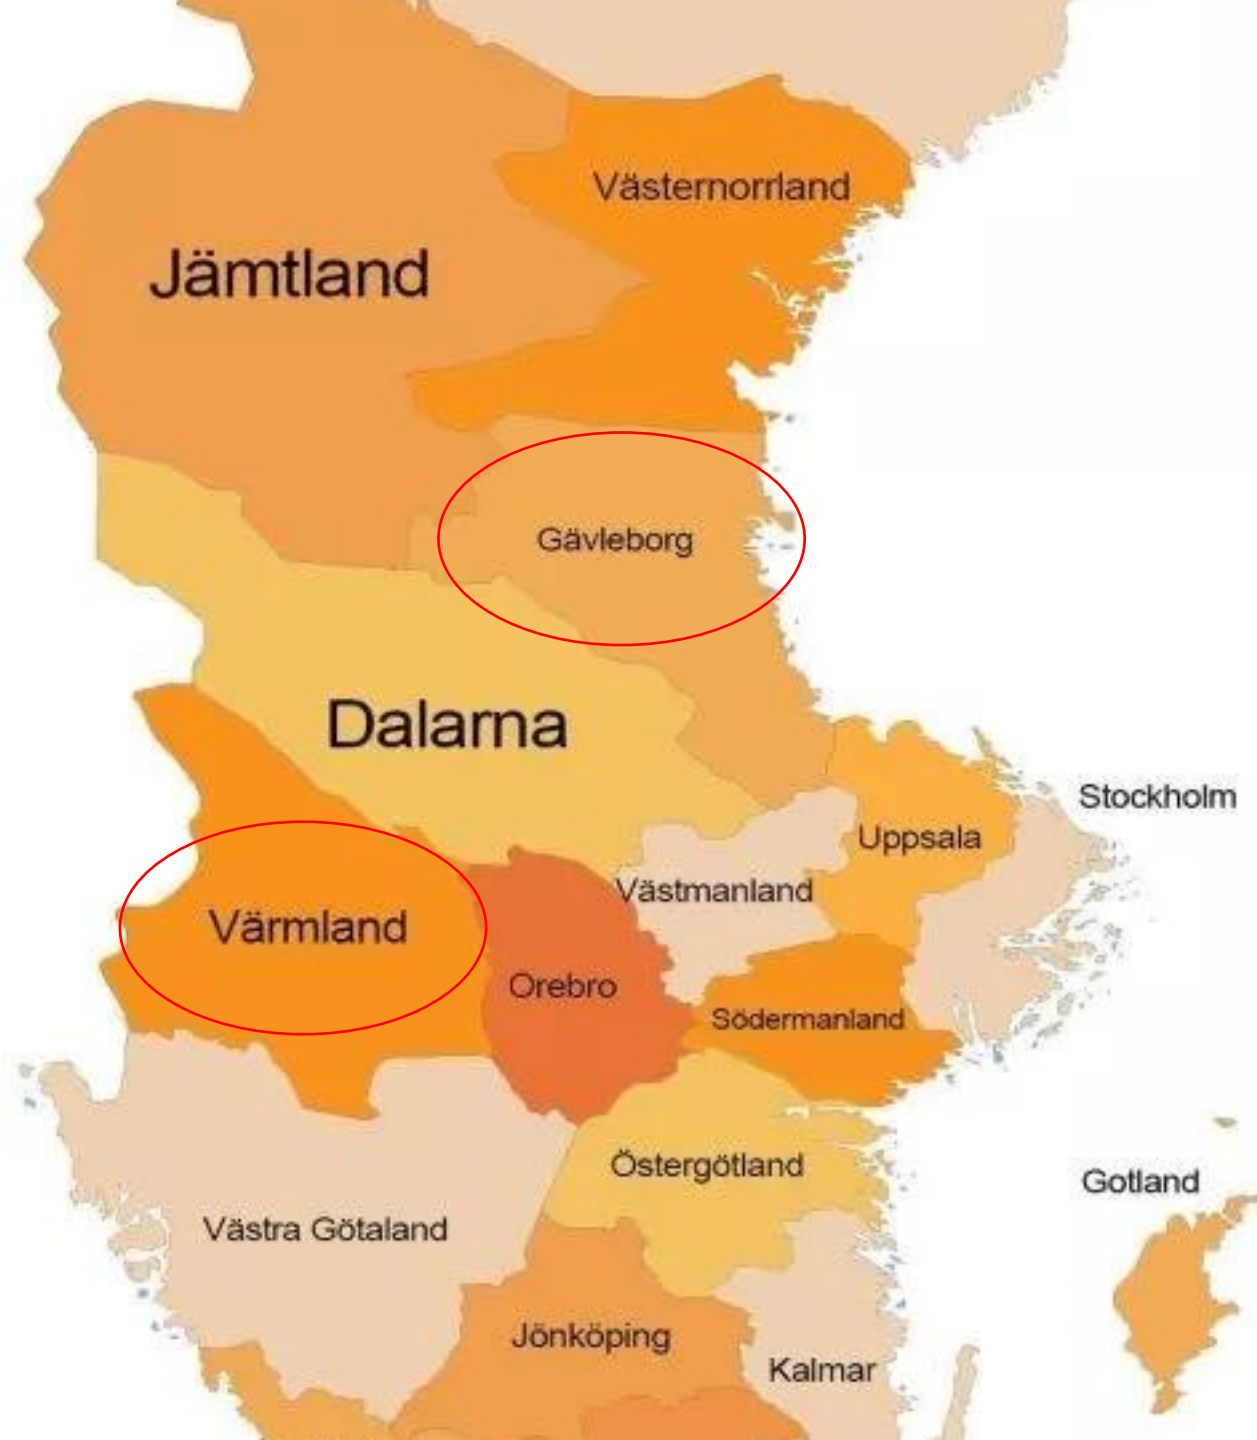 Västernorrland
Jämtland
Gävleborg
Dalarna
Stockholm
Uppsala
Västmanland
Värmland
Orebro
Södermanland
Östergötland
Gotland
Västra Götaland
Jönköping
Kalmar